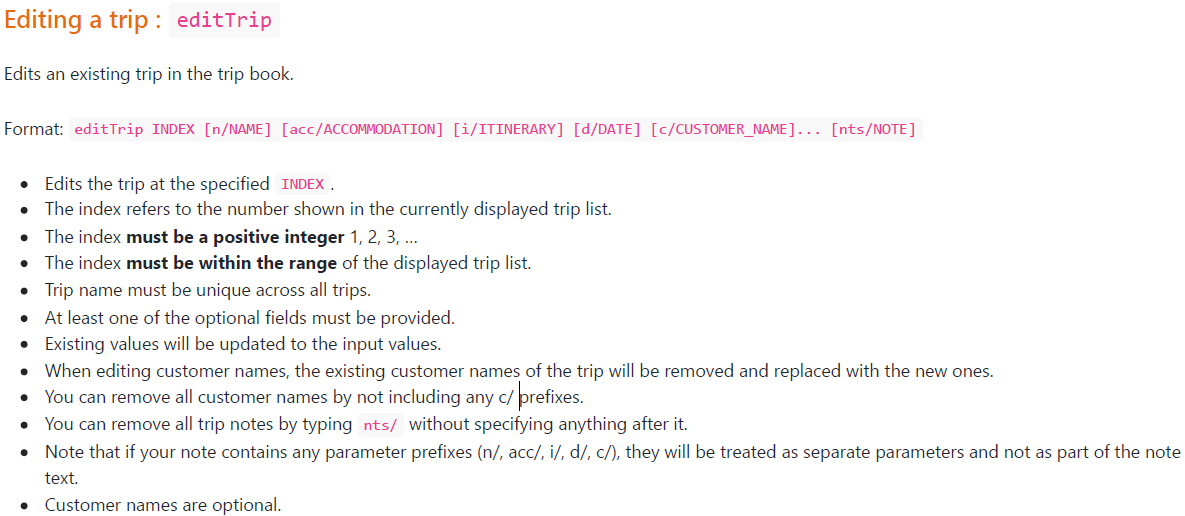 Editing a trip : editTrip
Edits an existing trip in the trip book.
Format: editTrip INDEX [n/NAME] [acc/ACCOMMODATION] [i/ITINERARY] [d/DATE] [c/CUSTOMER_NAME]... [nts/NOTE]
• Edits the trip at the specified INDEX .
• The index refers to the number shown in the currently displayed trip list.
• The index must be a positive integer 1, 2, 3, …
• The index must be within the range of the displayed trip list.
• Trip name must be unique across all trips.
• At least one of the optional fields must be provided.
• Existing values will be updated to the input values.
• When editing customer names, the existing customer names of the trip will be removed and replaced with the new ones.
• You can remove all customer names by not including any c/ prefixes.
• You can remove all trip notes by typing nts/ without specifying anything after it.
• Note that if your note contains any parameter prefixes (n/, acc/, i/, d/, c/), they will be treated as separate parameters and not as part of the note
text.
• Customer names are optional.